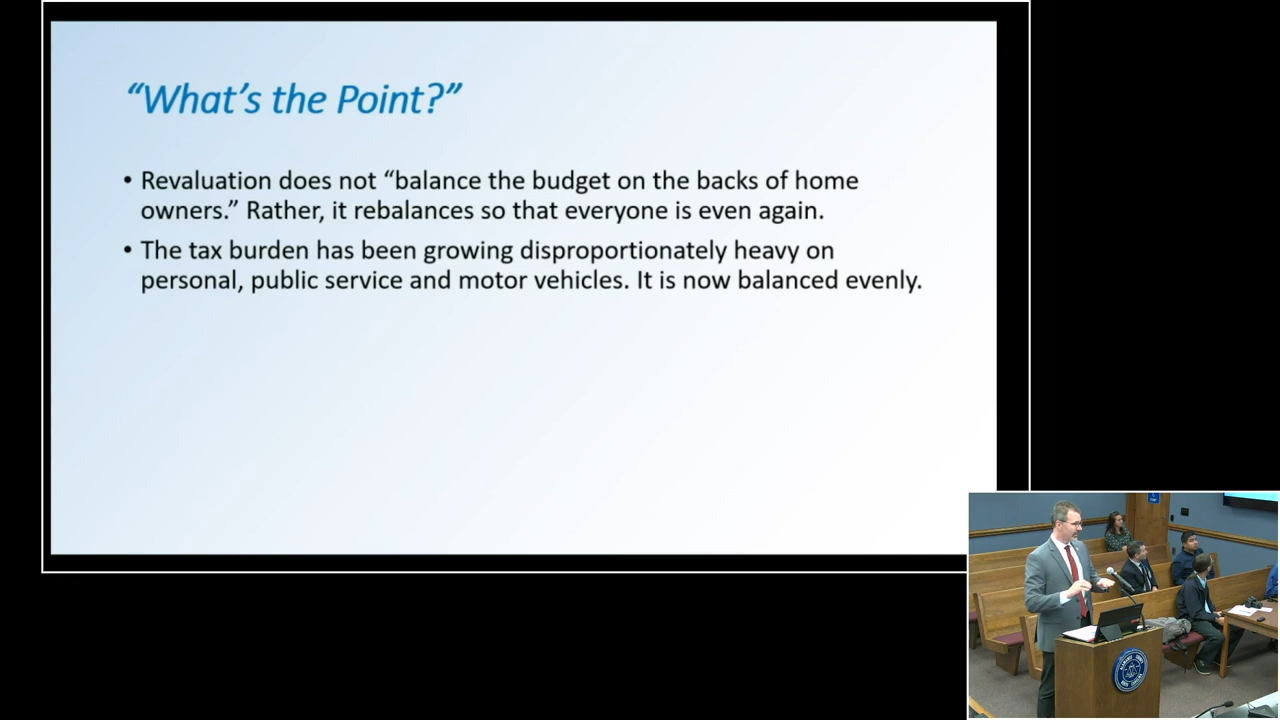 “What’s the Point?”
• Revaluation does not “balance the budget on the backs of home
owners.” Rather, it rebalances so that everyone is even again.
• The tax burden has been growing disproportionately heavy on
personal, public service and motor vehicles. It is now balanced evenly.